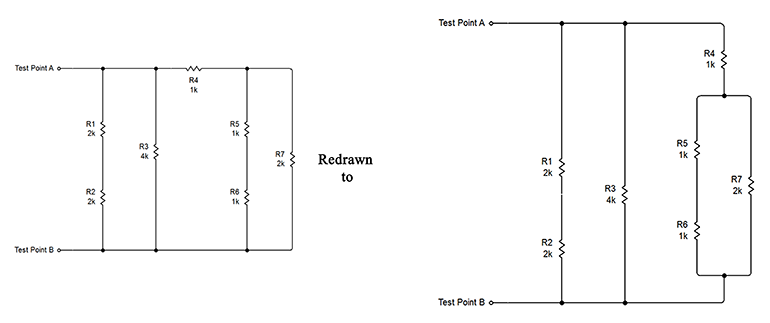 Test Point A
R4
1k
R1
2k
R3
4k
R5
1k
R7
2k
R2
2k
R6
1k
Test Point B
Redrawn
to
Test Point A
R4
1k
R5
1k
R1
2k
R7
2k
R3
4k
R6
1k
R2
2k
Test Point B